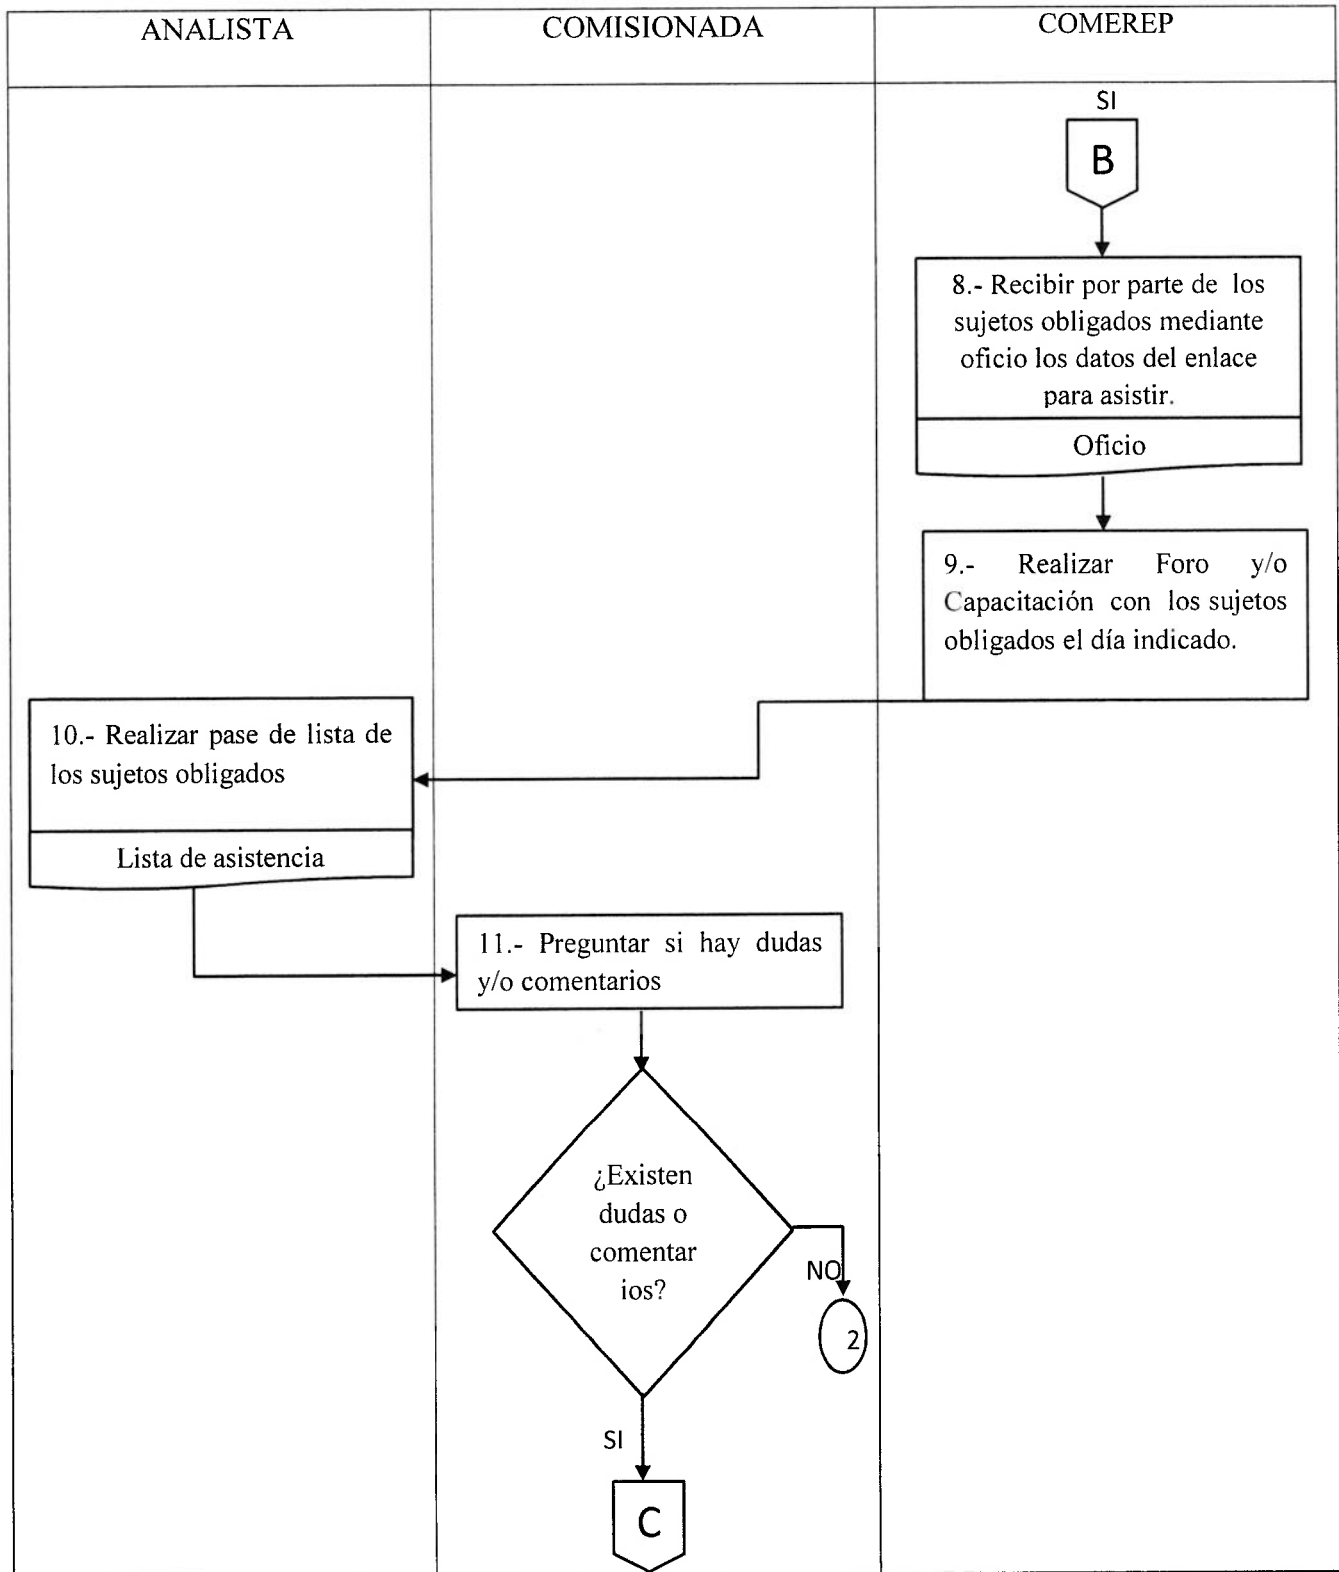 ANALISTA
COMISIONADA
COMEREP
SI
B
8.- Recibir por parte de los
sujetos obligados mediante
oficio los datos del enlace
para asistir.
Oficio
9.- Realizar Foro y/o
Capacitación con los sujetos
obligados el día indicado.
10.- Realizar pase de lista de
los sujetos obligados
Lista de asistencia
11.- Preguntar si hay dudas
y/o comentarios
¿Existen
dudas o
comentar
ios?
NO
2
SI
C